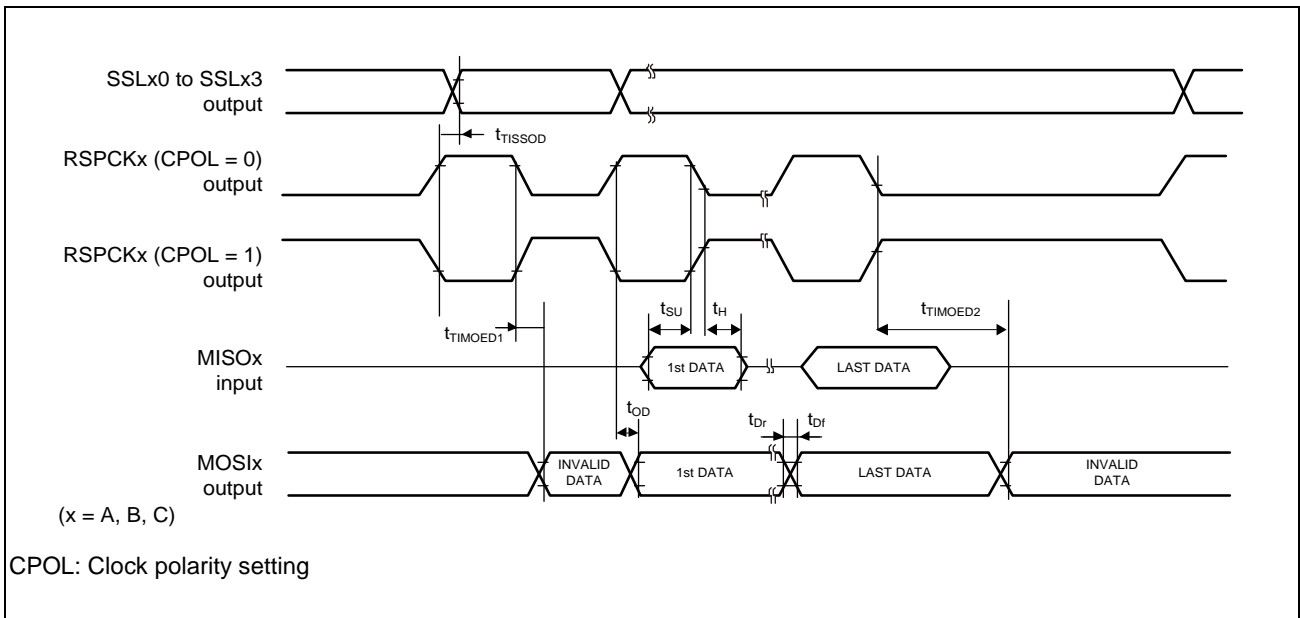 SSLx0 to SSLx3
output
tTISSOD
RSPCKx (CPOL = 0)
output
RSPCKx (CPOL = 1)
output
tSU
tH
tTIMOED2
tTIMOED1
MISOx
input
1st DATA
LAST DATA
tOD
tDr
tDf
MOSIx
output
INVALID
DATA
1st DATA
LAST DATA
INVALID
DATA
(x = A, B, C)
CPOL: Clock polarity setting